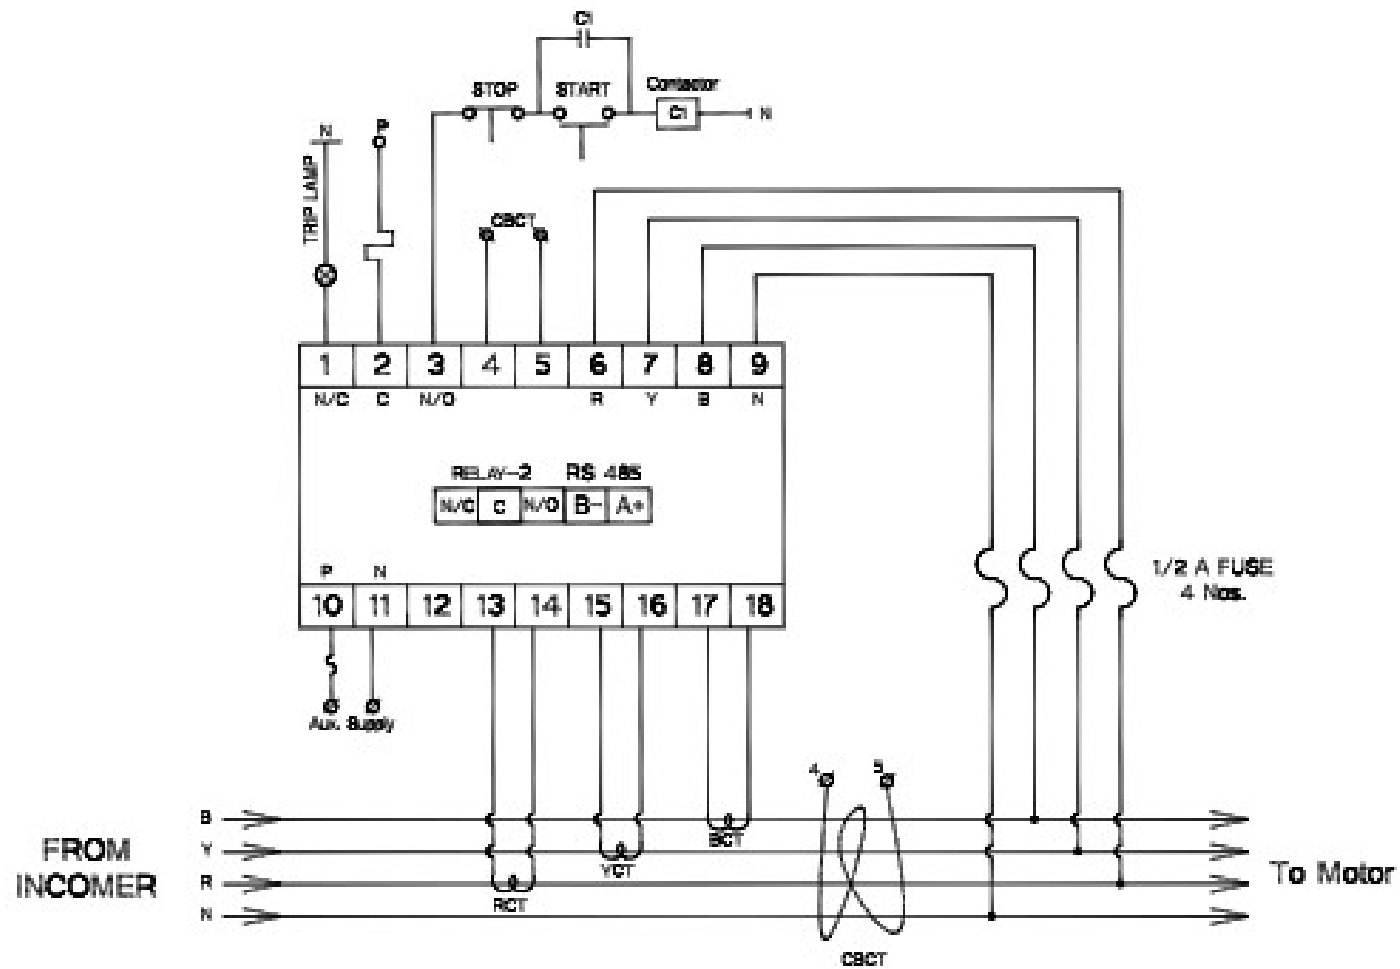 C1
STOP START Contactor
C1 N
N P
TRIP LAMP
CBCT
1 2 3 4 5 6 7 8 9
N/C C N/O R Y B N
RELAY-2 RS 485
N/C C N/O B- A+
P N
10 11 12 13 14 15 16 17 18
1/2 A FUSE
4 Nos.
Aux. Supply
4 5
B
Y
R
N
FROM
INCOMER
BCT
YCT
RCT
CBCT
To Motor